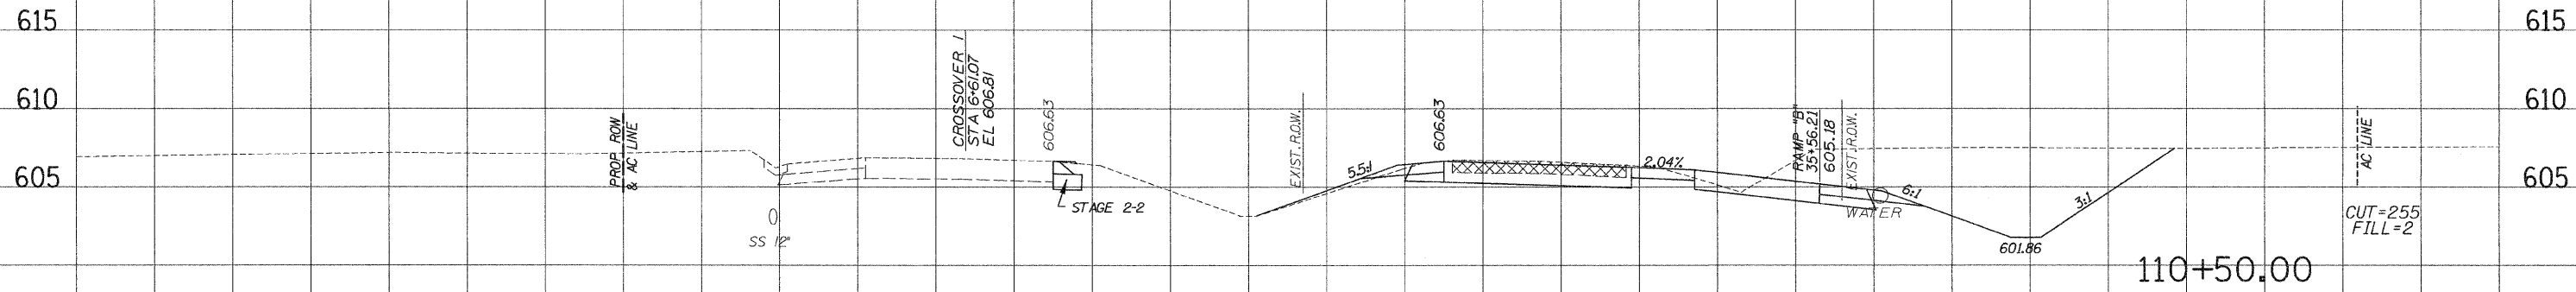 615
615
610
610
605
605
PROP ROW
& AC LINE
SS 12"
CROSSOVER 1
STA 6+61.07
EL 606.81
606.63
STAGE 2-2
EXIST. R.O.W.
5.5:1
606.63
2.04%
RAMP "B"
35+56.21
605.18
EXIST. R.O.W.
WATER
6:1
601.86
3:1
AC LINE
CUT=255
FILL=2
110+50.00